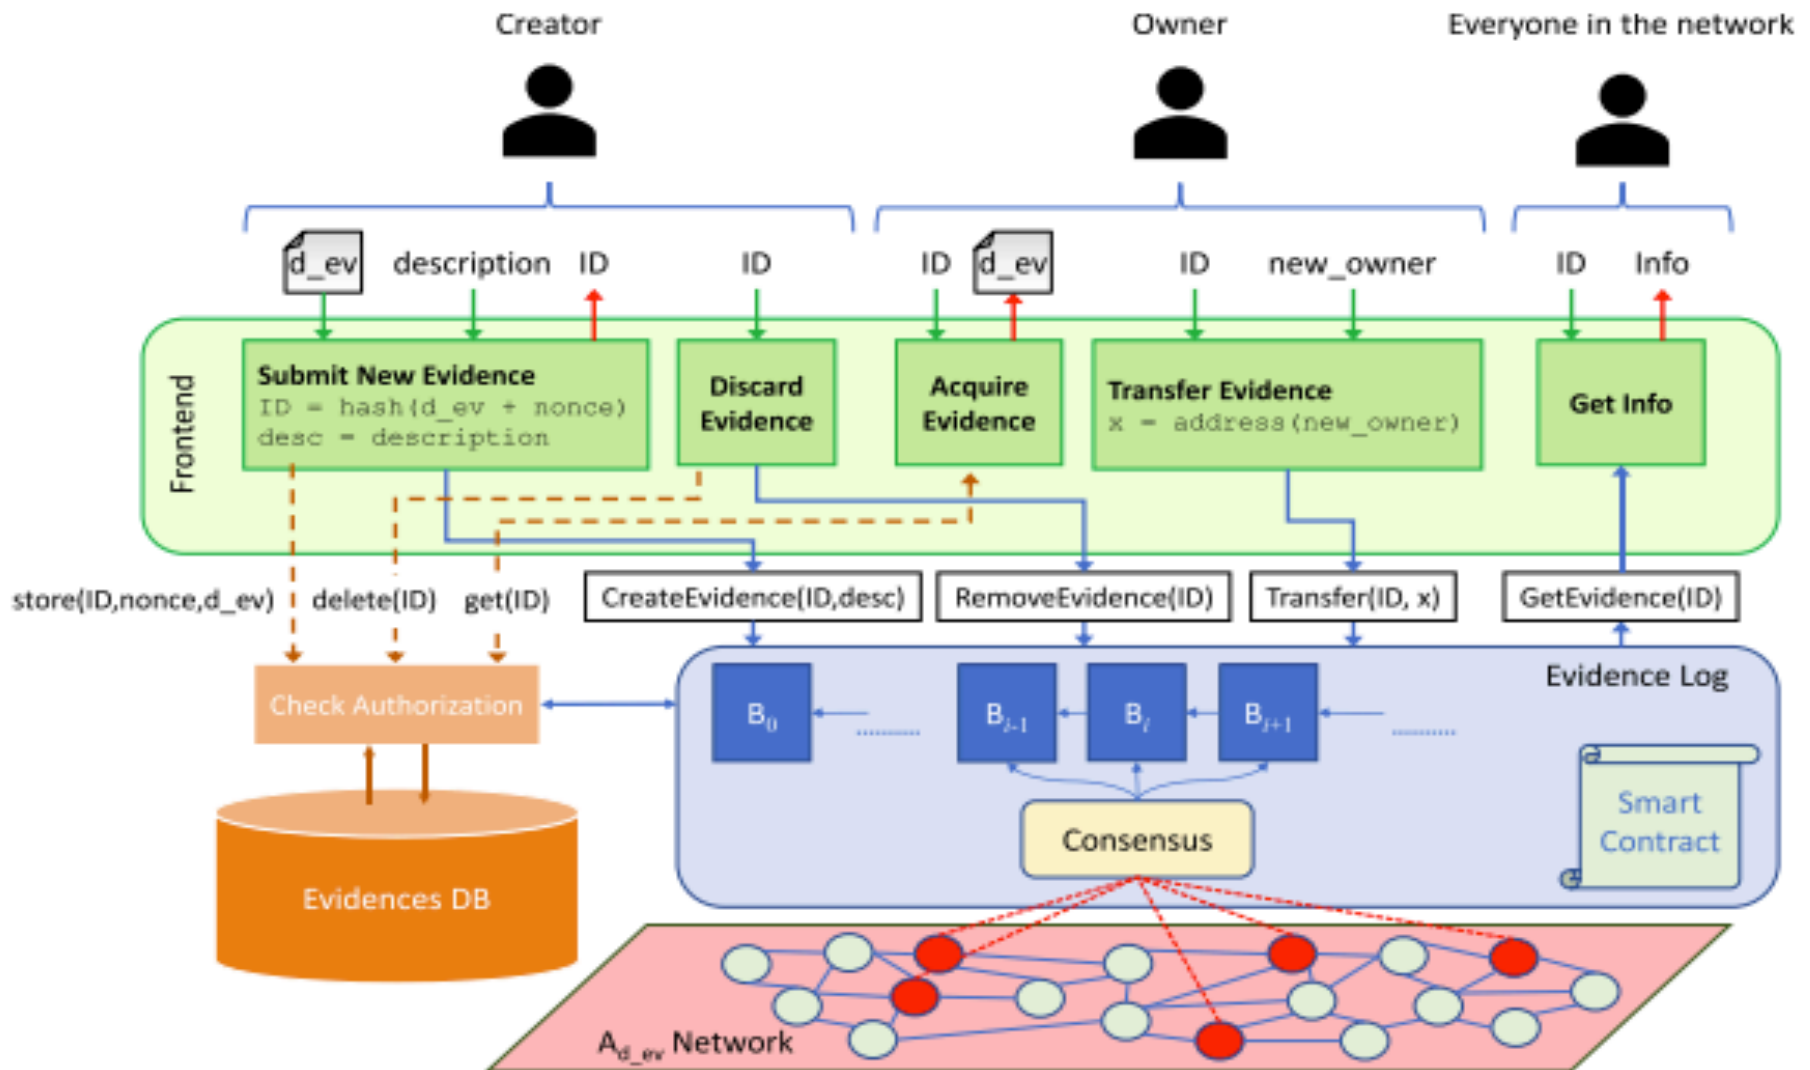 Creator
Owner
Everyone in the network
d_ev
description
ID
ID
ID
d_ev
ID
new_owner
ID
Info
Frontend
Submit New Evidence
ID = hash(d_ev + nonce)
desc = description
Discard
Evidence
Acquire
Evidence
Transfer Evidence
x = address(new_owner)
Get Info
store(ID,nonce,d_ev)
delete(ID)
get(ID)
CreateEvidence(ID,desc)
RemoveEvidence(ID)
Transfer(ID, x)
GetEvidence(ID)
Check Authorization
Evidence Log
B0
........
Bi-1
Bi
Bi+1
........
Smart
Contract
Consensus
Evidences DB
Ad_ev Network